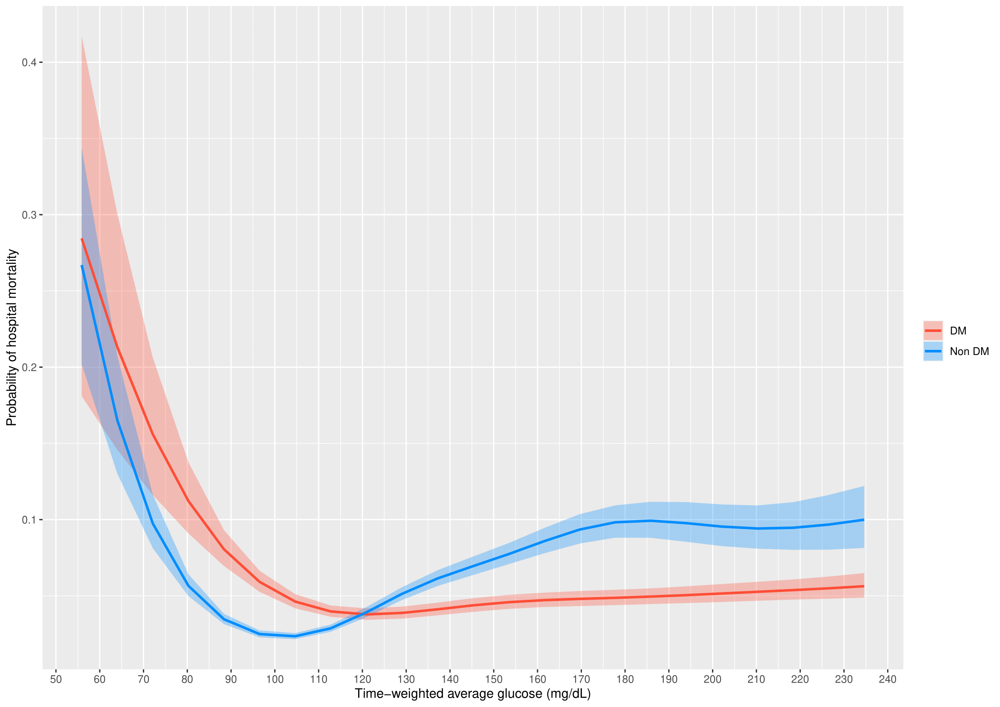 Probability of hospital mortality
0.4
0.3
0.2
0.1
50 60 70 80 90 100 110 120 130 140 150 160 170 180 190 200 210 220 230 240
Time−weighted average glucose (mg/dL)
DM
Non DM